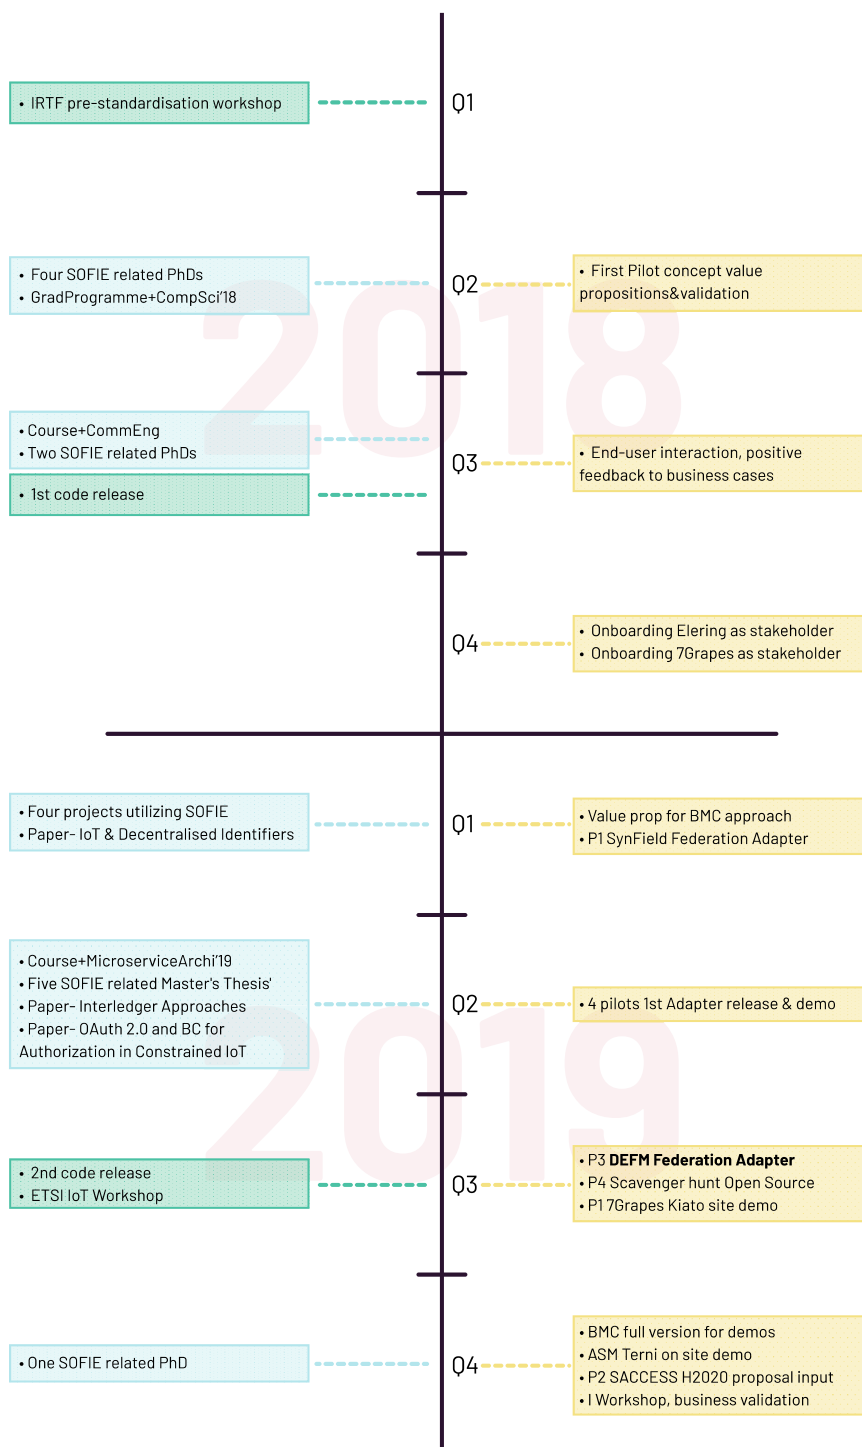 • IRTF pre-standardisation workshop
Q1
2018
• Four SOFIE related PhDs
• GradProgramme+CompSci'18
Q2
• First Pilot concept value
propositions&validation
• Course+CommEng
• Two SOFIE related PhDs
• 1st code release
Q3
• End-user interaction, positive
feedback to business cases
Q4
• Onboarding Elering as stakeholder
• Onboarding 7Grapes as stakeholder
• Four projects utilizing SOFIE
• Paper- IoT & Decentralised Identifiers
Q1
• Value prop for BMC approach
• P1 SynField Federation Adapter
2019
• Course+MicroserviceArchi'19
• Five SOFIE related Master's Thesis'
• Paper- Interledger Approaches
• Paper- OAuth 2.0 and BC for
Authorization in Constrained IoT
Q2
• 4 pilots 1st Adapter release & demo
• 2nd code release
• ETSI IoT Workshop
Q3
• P3 DEFM Federation Adapter
• P4 Scavenger hunt Open Source
• P1 7Grapes Kiato site demo
• One SOFIE related PhD
Q4
• BMC full version for demos
• ASM Terni on site demo
• P2 SACCESS H2020 proposal input
• I Workshop, business validation